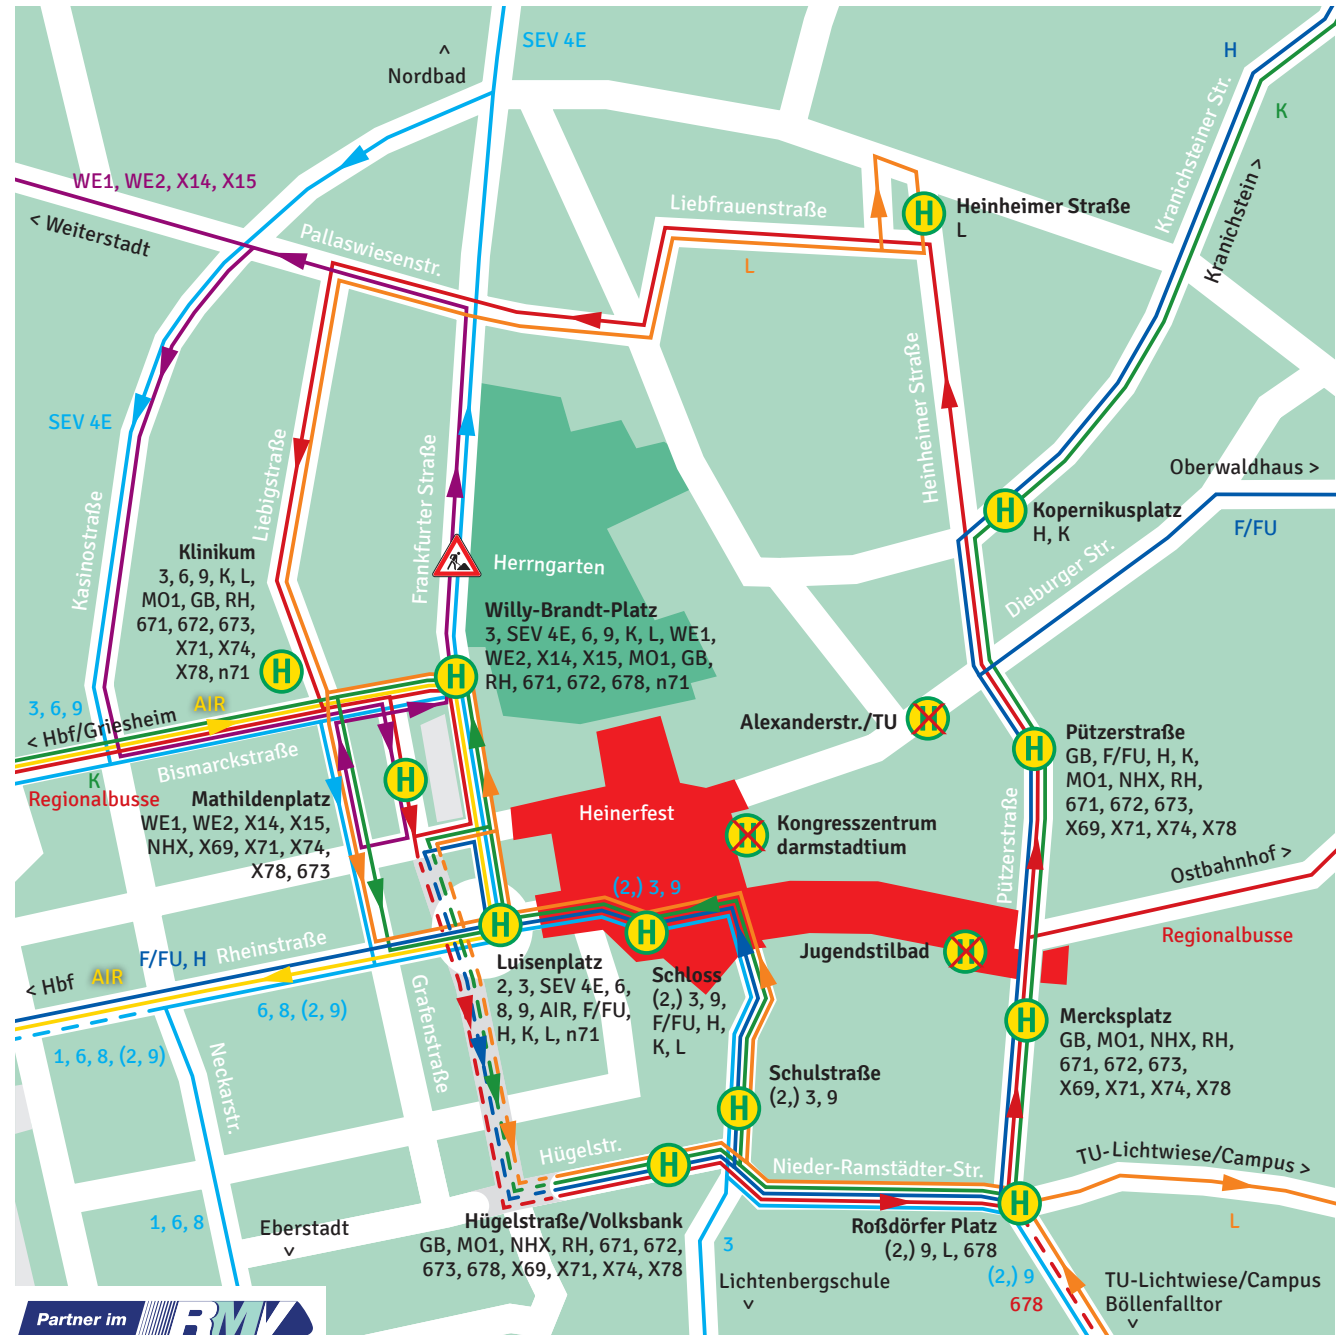 SEV 4E
^
Nordbad
H
K
Kranichsteiner Str.
Kranichstein >
WE1, WE2, X14, X15
< Weiterstadt
Pallaswiesenstr.
Liebfrauenstraße
L
Heinheimer Straße
L
Heinheimer Straße
SEV 4E
Kasinostraße
Liebigstraße
Frankfurter Straße
Herrngarten
Kopernikusplatz
H, K
Oberwaldhaus >
F/FU
Dieburger Str.
Klinikum
3, 6, 9, K, L,
MO1, GB, RH,
671, 672, 673,
X71, X74,
X78, n71
H
Willy-Brandt-Platz
3, SEV 4E, 6, 9, K, L, WE1,
WE2, X14, X15, MO1, GB,
RH, 671, 672, 678, n71
3, 6, 9
AIR
< Hbf/Griesheim
Bismarckstraße
K
Regionalbusse
Mathildenplatz
WE1, WE2, X14, X15,
NHX, X69, X71, X74,
X78, 673
H
H
H
H
Alexanderstr./TU
H
Pützerstraße
GB, F/FU, H, K,
MO1, NHX, RH,
671, 672, 673,
X69, X71, X74, X78
H
Heinerfest
Kongresszentrum
darmstadtium
H
Pützerstraße
Ostbahnhof >
Regionalbusse
(2,) 3, 9
Jugendstilbad
H
F/FU, H
Rheinstraße
< Hbf
AIR
6, 8, (2, 9)
1, 6, 8, (2, 9)
H
Luisenplatz
2, 3, SEV 4E, 6,
8, 9, AIR, F/FU,
H, K, L, n71
H
Schloss
(2,) 3, 9,
F/FU, H,
K, L
H
Mercksplatz
GB, MO1, NHX, RH,
671, 672, 673,
X69, X71, X74, X78
Neckarstr.
Grafenstraße
Schulstraße
(2,) 3, 9
H
Hügelstr.
H
Nieder-Ramstädter-Str.
TU-Lichtwiese/Campus >
L
H
1, 6, 8
Eberstadt
v
Hügelstraße/Volksbank
GB, MO1, NHX, RH, 671, 672,
673, 678, X69, X71, X74, X78
3
Lichtenbergschule
v
Roßdörfer Platz
(2,) 9, L, 678
(2,) 9
678
TU-Lichtwiese/Campus
Böllenfalltor
v
Partner im
RMV